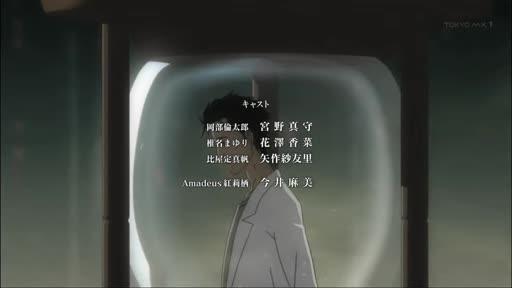 TOKYO MX 1
キャスト
岡部倫太郎 宮野真守
椎名まゆり 花澤香菜
比屋定真帆 矢作紗友里
Amadeus紅莉栖 今井麻美